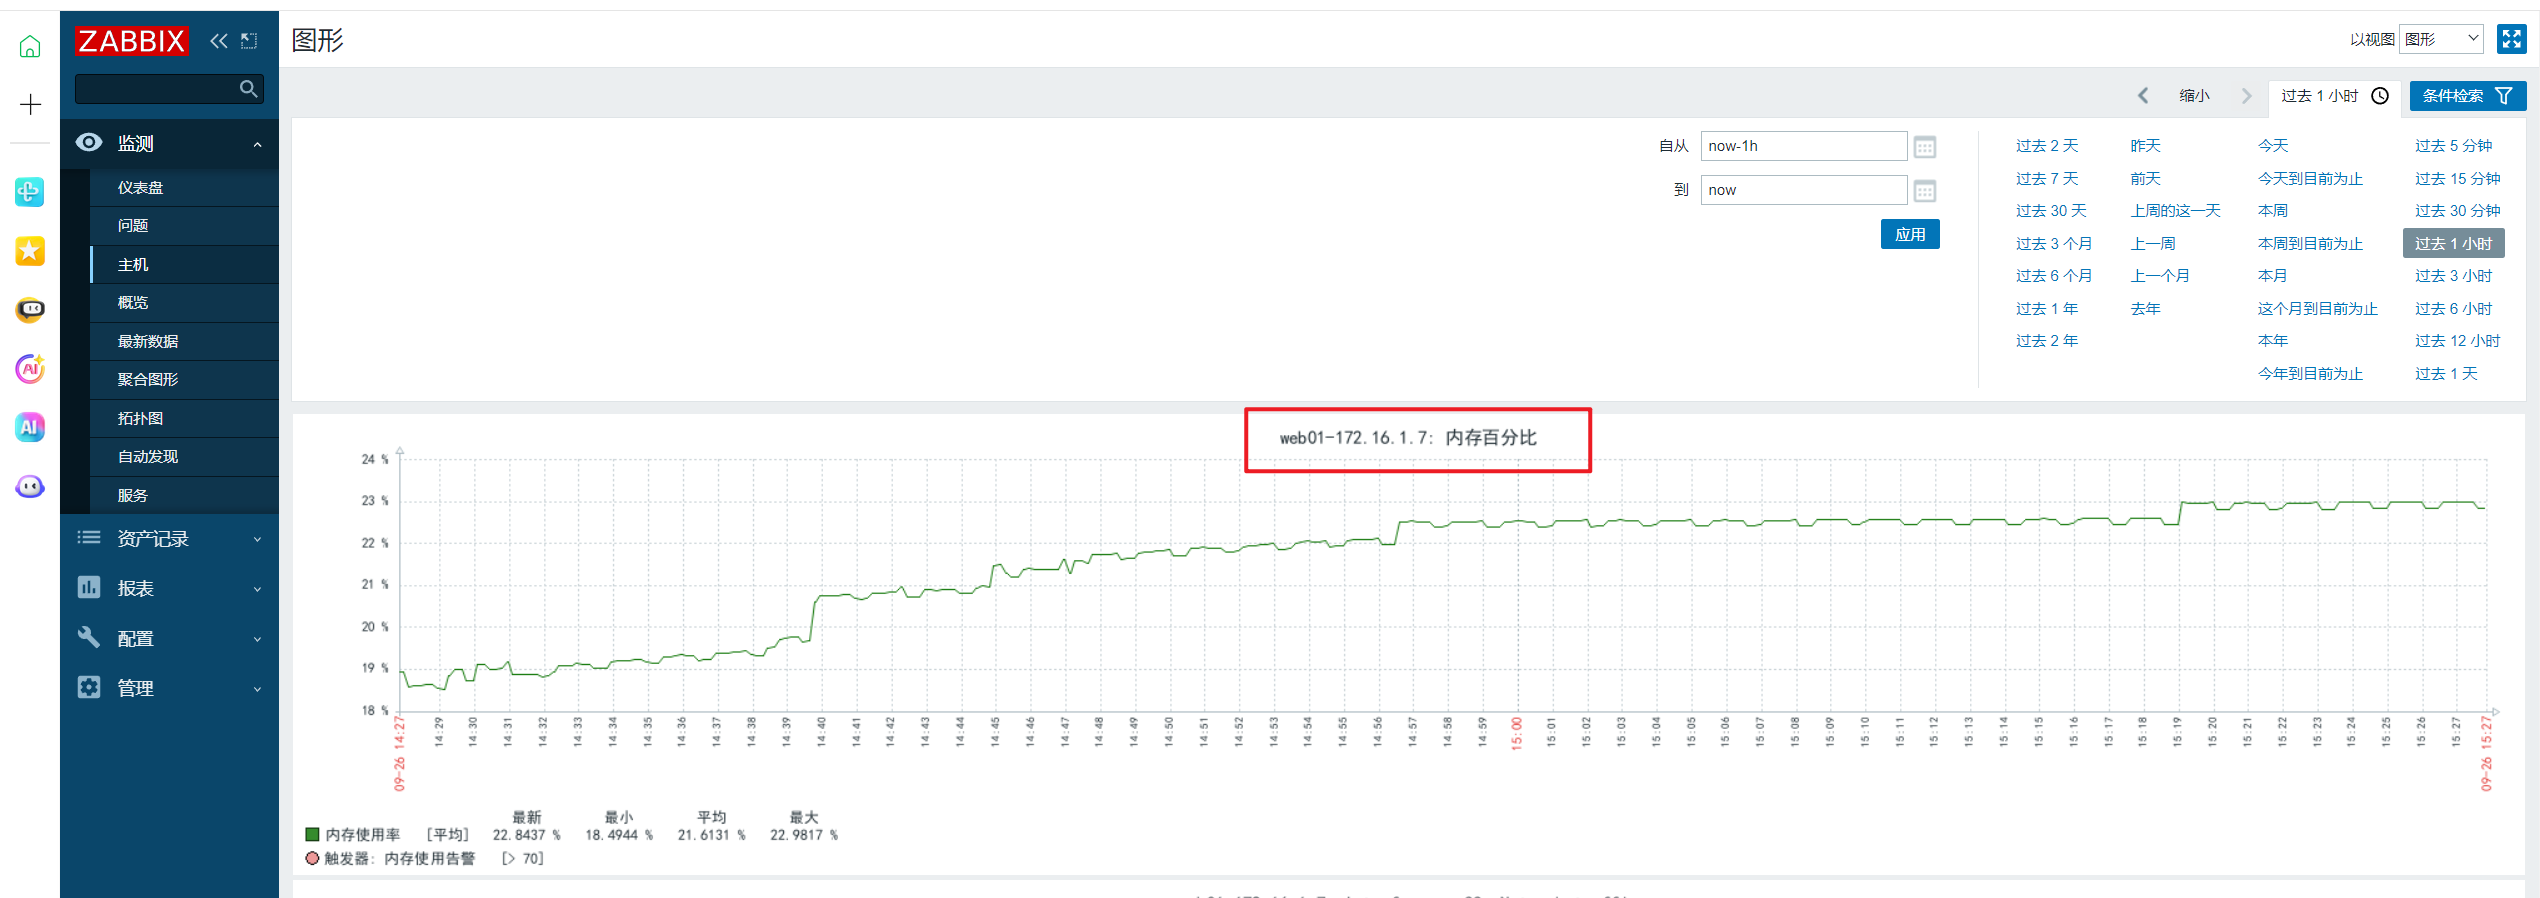 ZABBIX
图形
以视图 图形
缩小
过去 1 小时
条件检索
监测
仪表盘
问题
主机
概览
最新数据
聚合图形
拓扑图
自动发现
服务
资产记录
报表
配置
管理
自从 now-1h
到 now
应用
过去 2 天 昨天 今天 过去 5 分钟
过去 7 天 前天 今天到目前为止 过去 15 分钟
过去 30 天 上周的这一天 本周 过去 30 分钟
过去 3 个月 上一周 本周到目前为止 过去 1 小时
过去 6 个月 上一个月 本月 过去 3 小时
过去 1 年 去年 这个月到目前为止 过去 6 小时
过去 2 年 本年 过去 12 小时
今年到目前为止 过去 1 天
web01-172.16.1.7: 内存百分比
24 %
23 %
22 %
21 %
20 %
19 %
18 %
09-26 14:27 14:29 14:30 14:31 14:32 14:33 14:34 14:35 14:36 14:37 14:38 14:39 14:40 14:41 14:42 14:43 14:44 14:45 14:46 14:47 14:48 14:49 14:50 14:51 14:52 14:53 14:54 14:55 14:56 14:57 14:58 14:59 15:00 15:01 15:02 15:03 15:04 15:05 15:06 15:07 15:08 15:09 15:10 15:11 15:12 15:13 15:14 15:15 15:16 15:17 15:18 15:19 15:20 15:21 15:22 15:23 15:24 15:25 15:26 15:27 09-26 15:27
最新 最小 平均 最大
内存使用率 [平均] 22.8437 % 18.4944 % 21.6131 % 22.9817 %
触发器: 内存使用告警 [> 70]